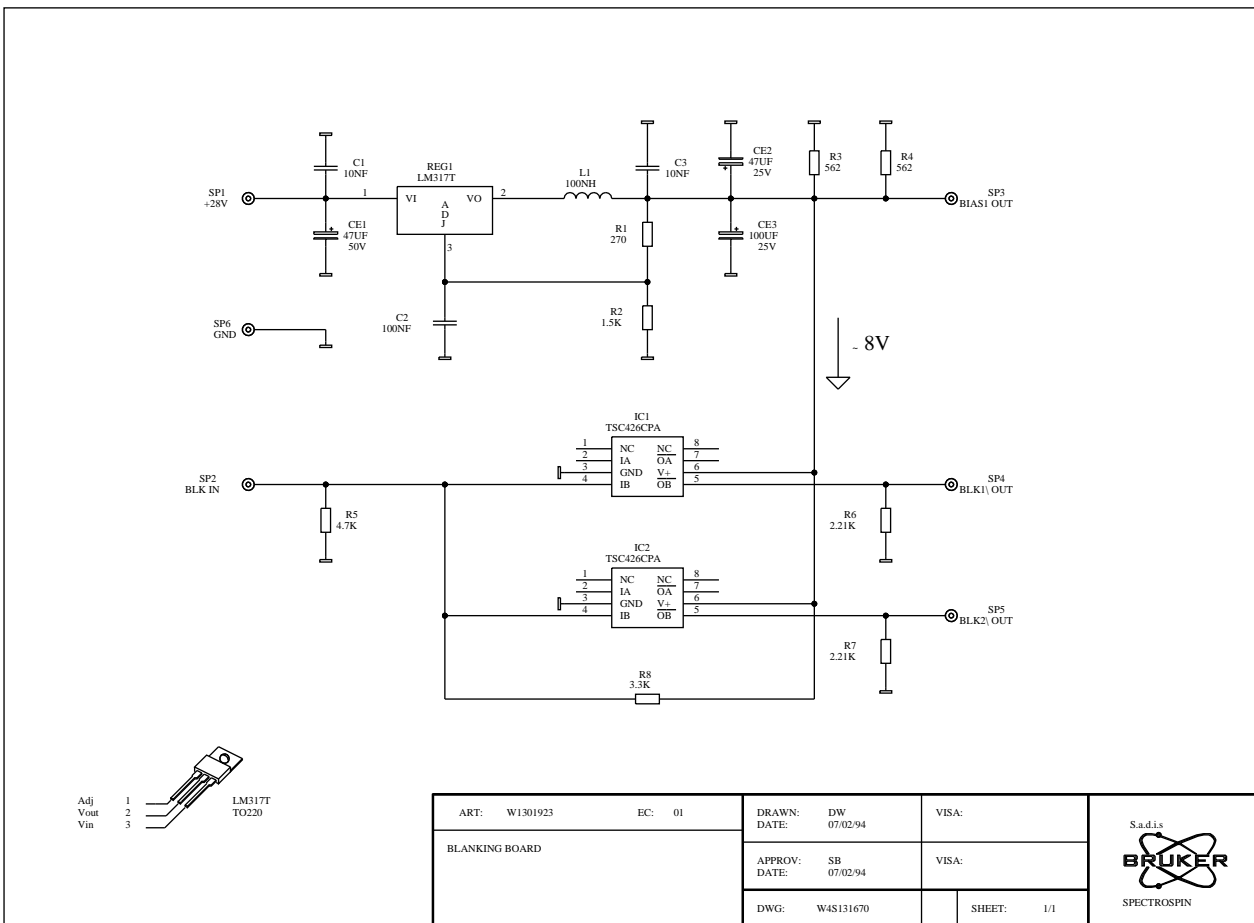 C1
10NF
REG1
LM317T
L1
100NH
C3
10NF
CE2
47UF
25V
R3
562
R4
562
SP1
+28V
1
VI
A
D
J
VO
2
3
SP3
BIAS1 OUT
CE1
47UF
50V
R1
270
CE3
100UF
25V
SP6
GND
C2
100NF
R2
1.5K
~ 8V
IC1
TSC426CPA
1 NC NC 8
2 IA OA 7
3 GND V+ 6
4 IB OB 5
SP2
BLK IN
SP4
BLK1\ OUT
R5
4.7K
R6
2.21K
IC2
TSC426CPA
1 NC NC 8
2 IA OA 7
3 GND V+ 6
4 IB OB 5
SP5
BLK2\ OUT
R7
2.21K
R8
3.3K
Adj 1
Vout 2
Vin 3
LM317T
TO220
ART: W1301923 EC: 01
BLANKING BOARD
DRAWN: DW
DATE: 07/02/94
VISA:
APPROV: SB
DATE: 07/02/94
VISA:
DWG: W4S131670
SHEET: 1/1
S.a.d.i.s
BRUKER
SPECTROSPIN